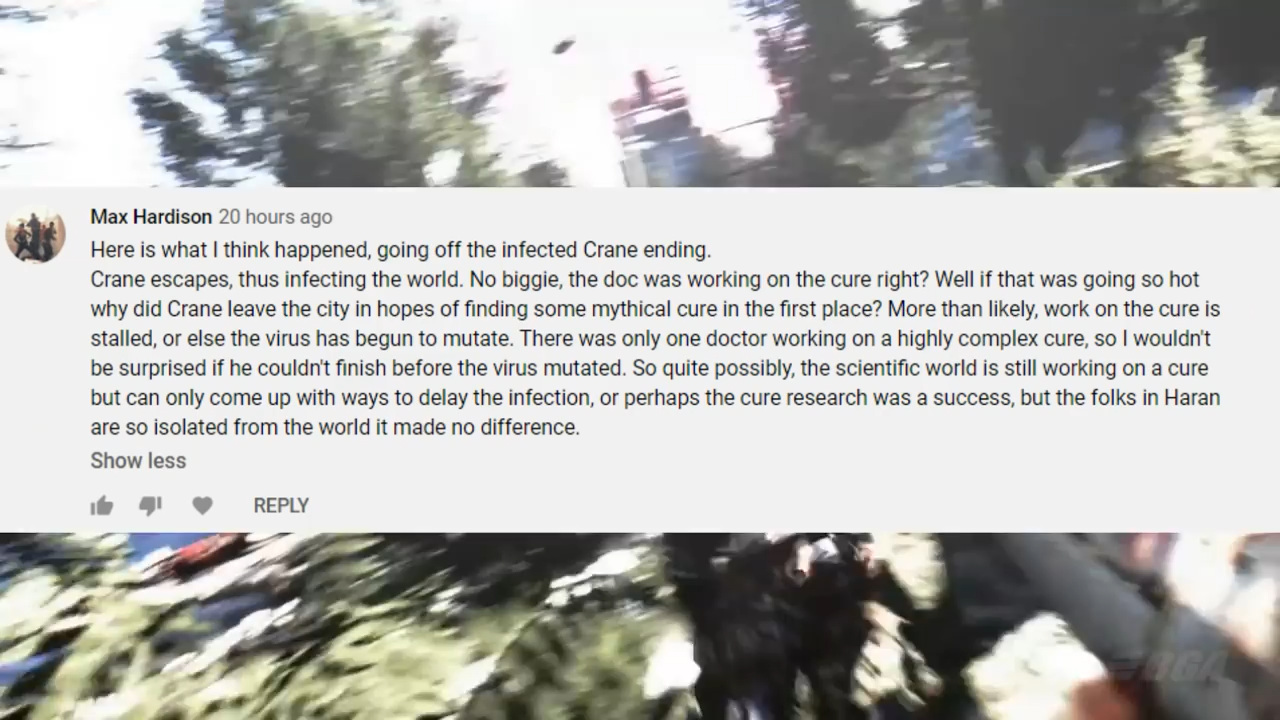 Max Hardison 20 hours ago
Here is what I think happened, going off the infected Crane ending.
Crane escapes, thus infecting the world. No biggie, the doc was working on the cure right? Well if that was going so hot
why did Crane leave the city in hopes of finding some mythical cure in the first place? More than likely, work on the cure is
stalled, or else the virus has begun to mutate. There was only one doctor working on a highly complex cure, so I wouldn't
be surprised if he couldn't finish before the virus mutated. So quite possibly, the scientific world is still working on a cure
but can only come up with ways to delay the infection, or perhaps the cure research was a success, but the folks in Haran
are so isolated from the world it made no difference.
Show less
REPLY